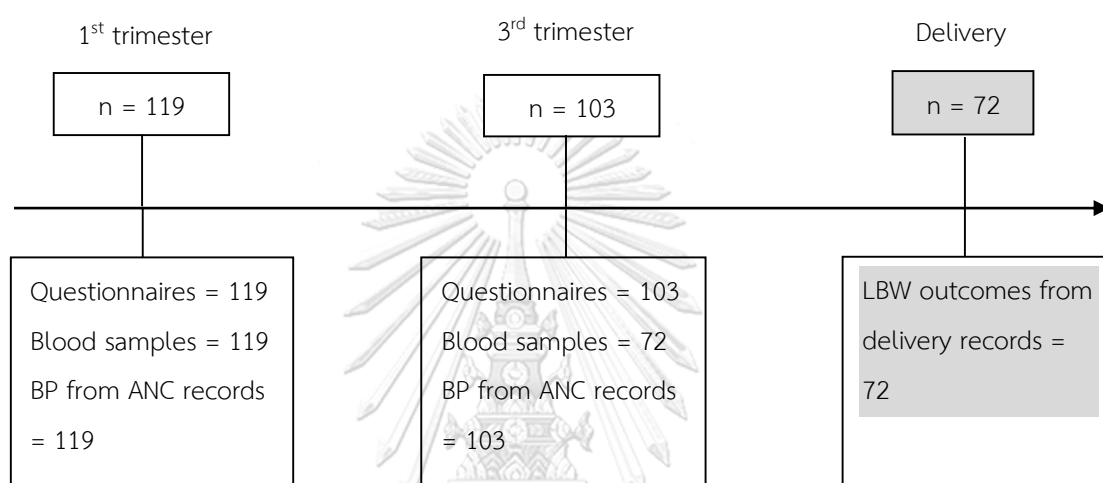 1st trimester
3rd trimester
Delivery
n = 119
n = 103
n = 72
Questionnaires = 119
Blood samples = 119
BP from ANC records
= 119
Questionnaires = 103
Blood samples = 72
BP from ANC records
= 103
LBW outcomes from
delivery records =
72